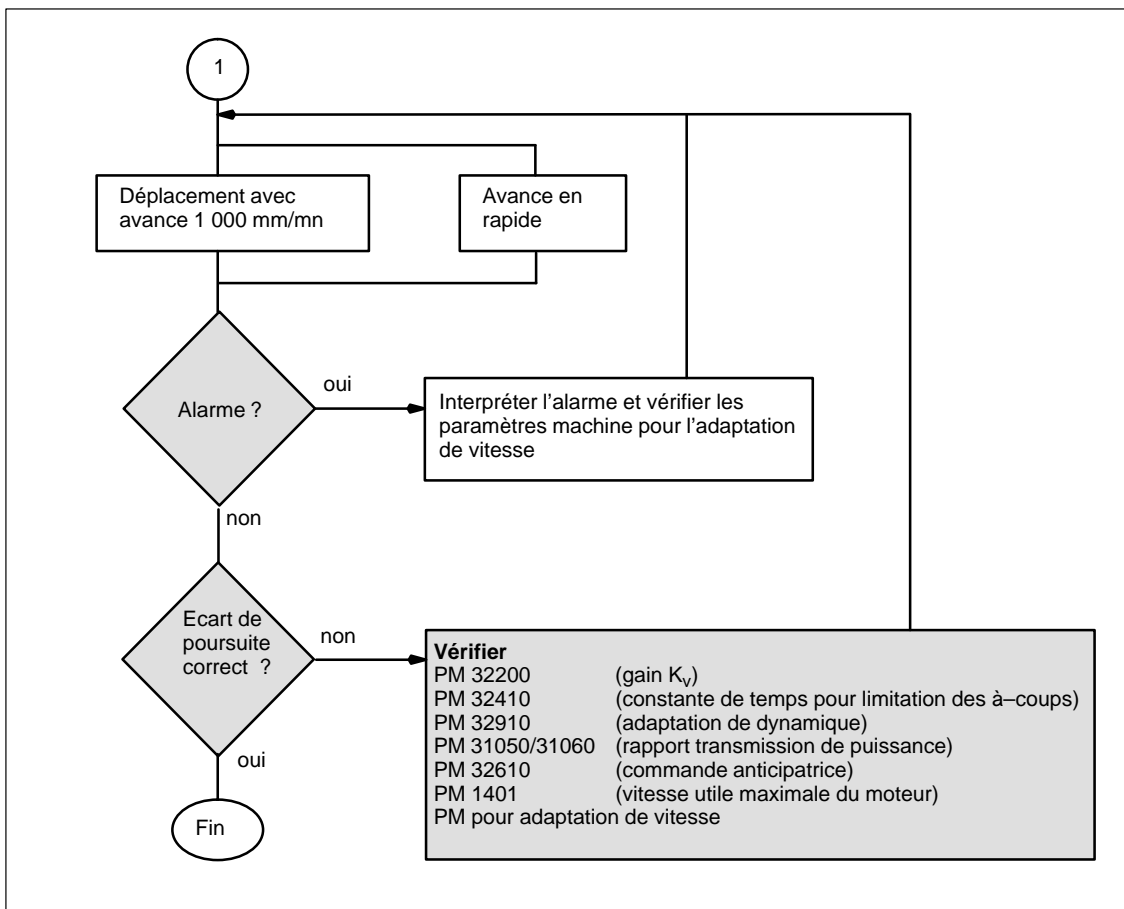 1
Déplacement avec
avance 1 000 mm/mn
Avance en
rapide
Alarme ?
oui
Interpréter l’alarme et vérifier les
paramètres machine pour l’adaptation
de vitesse
non
Ecart de
poursuite
correct ?
non
Vérifier
PM 32200 (gain Kv)
PM 32410 (constante de temps pour limitation des à–coups)
PM 32910 (adaptation de dynamique)
PM 31050/31060 (rapport transmission de puissance)
PM 32610 (commande anticipatrice)
PM 1401 (vitesse utile maximale du moteur)
PM pour adaptation de vitesse
oui
Fin